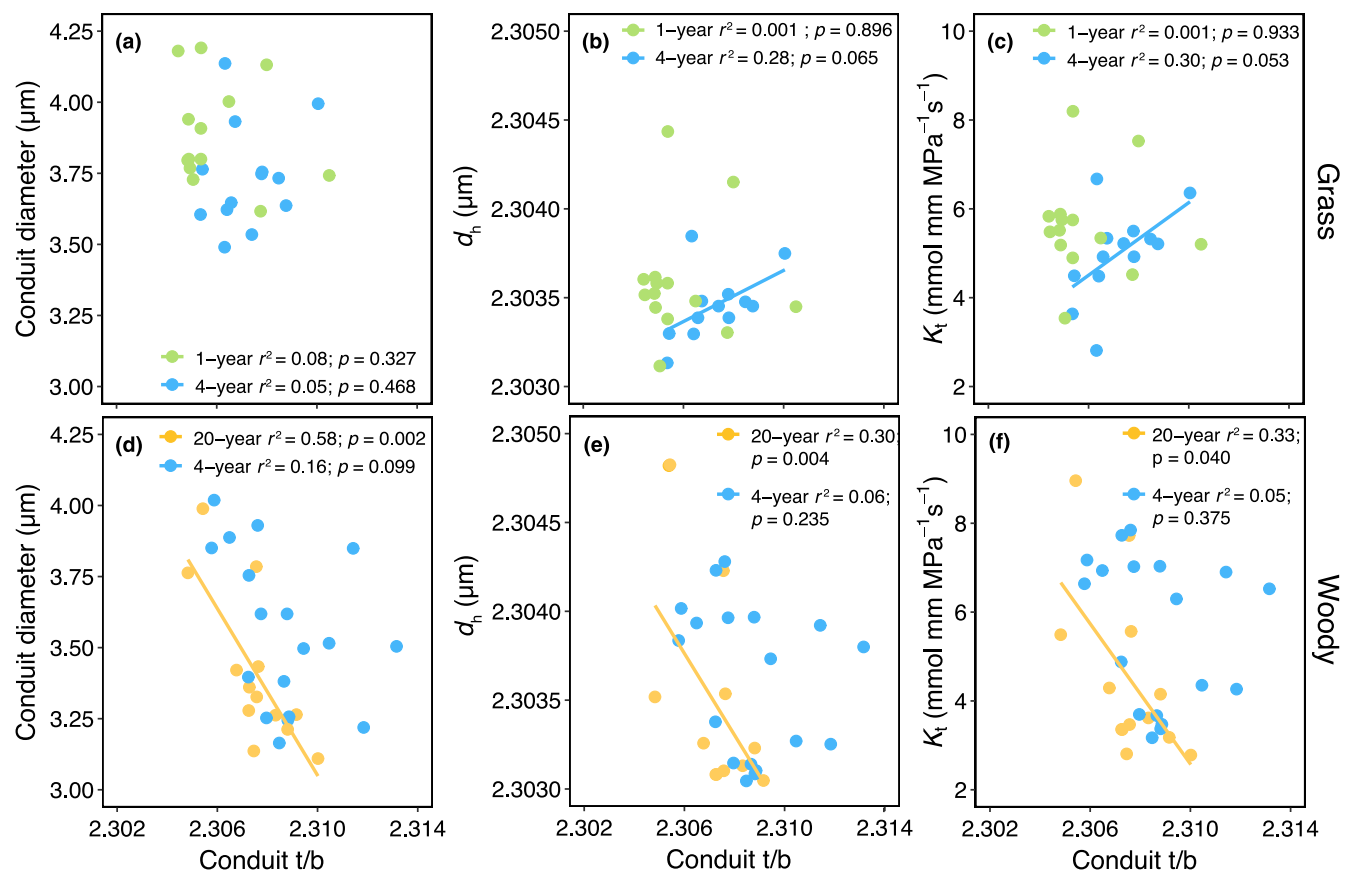 (a)
4.25
4.00
3.75
3.50
3.25
3.00
Conduit diameter (µm)
1-year r² = 0.08; p = 0.327
4-year r² = 0.05; p = 0.468
(b)
2.3050
2.3045
2.3040
2.3035
2.3030
dₕ (µm)
1-year r² = 0.001 ; p = 0.896
4-year r² = 0.28; p = 0.065
(c)
10
8
6
4
2
Kₜ (mmol mm MPa⁻¹s⁻¹)
1-year r² = 0.001; p = 0.933
4-year r² = 0.30; p = 0.053
Grass
(d)
4.25
4.00
3.75
3.50
3.25
3.00
Conduit diameter (µm)
20-year r² = 0.58; p = 0.002
4-year r² = 0.16; p = 0.099
2.302
2.306
2.310
2.314
Conduit t/b
(e)
2.3050
2.3045
2.3040
2.3035
2.3030
dₕ (µm)
20-year r² = 0.30;
p = 0.004
4-year r² = 0.06;
p = 0.235
2.302
2.306
2.310
2.314
Conduit t/b
(f)
10
8
6
4
2
Kₜ (mmol mm MPa⁻¹s⁻¹)
20-year r² = 0.33;
p = 0.040
4-year r² = 0.05;
p = 0.375
2.302
2.306
2.310
2.314
Conduit t/b
Woody